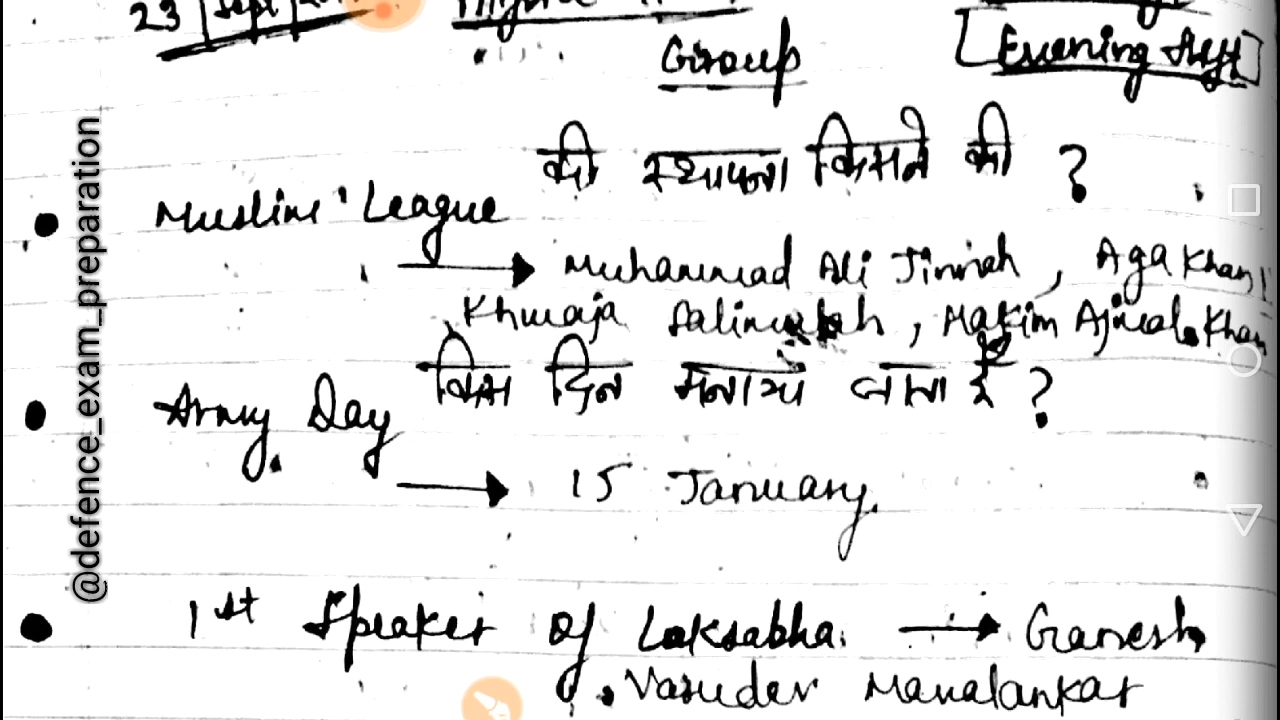 23 Sept
Group
[Evening Shift]
की स्थापना किसने की ?
Muslim League
→ Muhammad Ali Jinnah, Aga Khan
Khwaja Salimullah, Hakim Ajmal Khan
किस दिन मनाया जाता है ?
Army Day
→ 15 January.
1st Speaker of Loksabha. → Ganesh
Vasudev Mavalankar
@defence_exam_preparation